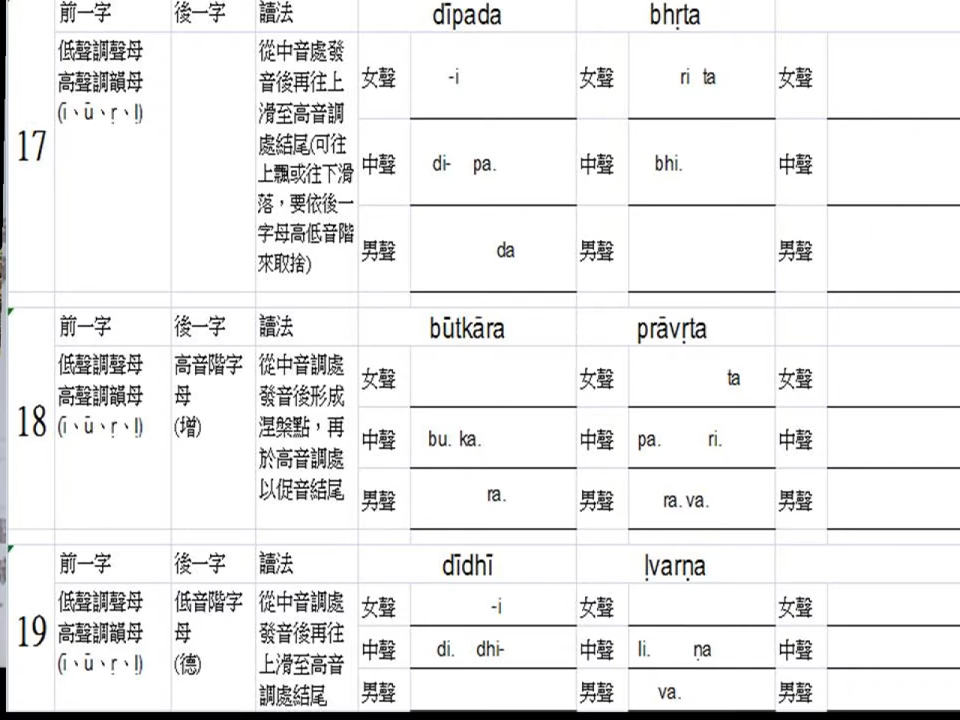 前一字 後一字 讀法 dīpada bhṛta
17
低聲調聲母
高聲調韻母
(ī、ū、ṛ、ḷ)
從中音處發
音後再往上
滑至高音調
處結尾(可往
上飄或往下滑
落，要依後一
字母高低音階
來取捨)
女聲 -i 女聲 ri ta 女聲
中聲 di- pa. 中聲 bhi. 中聲
男聲 da 男聲 男聲
前一字 後一字 讀法 būtkāra prāvṛta
18
低聲調聲母
高聲調韻母
(ī、ū、ṛ、ḷ)
高音階字
母
(增)
從中音調處
發音後形成
涅槃點，再
於高音調處
以促音結尾
女聲 女聲 ta 女聲
中聲 bu. ka. 中聲 pa. ri. 中聲
男聲 ra. 男聲 ra. va. 男聲
前一字 後一字 讀法 dīdhī ḷvarṇa
19
低聲調聲母
高聲調韻母
(ī、ū、ṛ、ḷ)
低音階字
母
(德)
從中音調處
發音後再往
上滑至高音
調處結尾
女聲 -i 女聲 女聲
中聲 di. dhi- 中聲 li. ṇa 中聲
男聲 男聲 va. 男聲